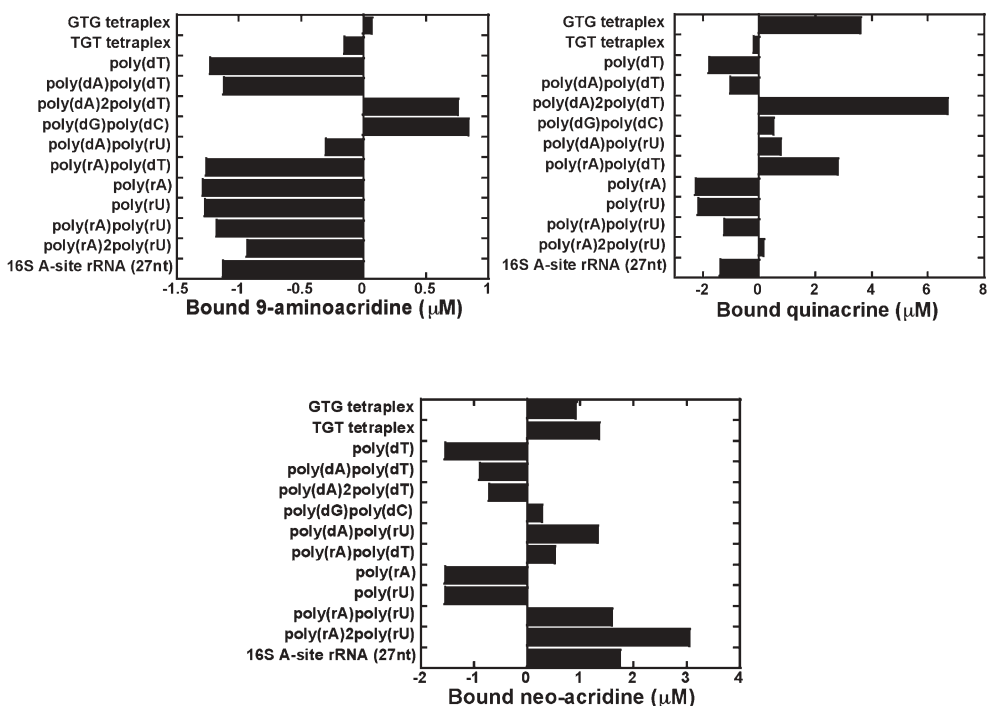 GTG tetraplex
TGT tetraplex
poly(dT)
poly(dA)poly(dT)
poly(dA)2poly(dT)
poly(dG)poly(dC)
poly(dA)poly(rU)
poly(rA)poly(dT)
poly(rA)
poly(rU)
poly(rA)poly(rU)
poly(rA)2poly(rU)
16S A-site rRNA (27nt)
-1.5 -1 -0.5 0 0.5 1
Bound 9-aminoacridine (μM)
GTG tetraplex
TGT tetraplex
poly(dT)
poly(dA)poly(dT)
poly(dA)2poly(dT)
poly(dG)poly(dC)
poly(dA)poly(rU)
poly(rA)poly(dT)
poly(rA)
poly(rU)
poly(rA)poly(rU)
poly(rA)2poly(rU)
16S A-site rRNA (27nt)
-2 0 2 4 6 8
Bound quinacrine (μM)
GTG tetraplex
TGT tetraplex
poly(dT)
poly(dA)poly(dT)
poly(dA)2poly(dT)
poly(dG)poly(dC)
poly(dA)poly(rU)
poly(rA)poly(dT)
poly(rA)
poly(rU)
poly(rA)poly(rU)
poly(rA)2poly(rU)
16S A-site rRNA (27nt)
-2 -1 0 1 2 3 4
Bound neo-acridine (μM)